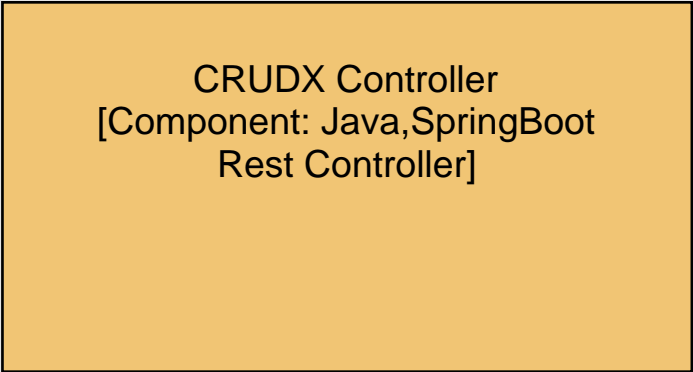 CRUDX Controller
[Component: Java,SpringBoot
Rest Controller]